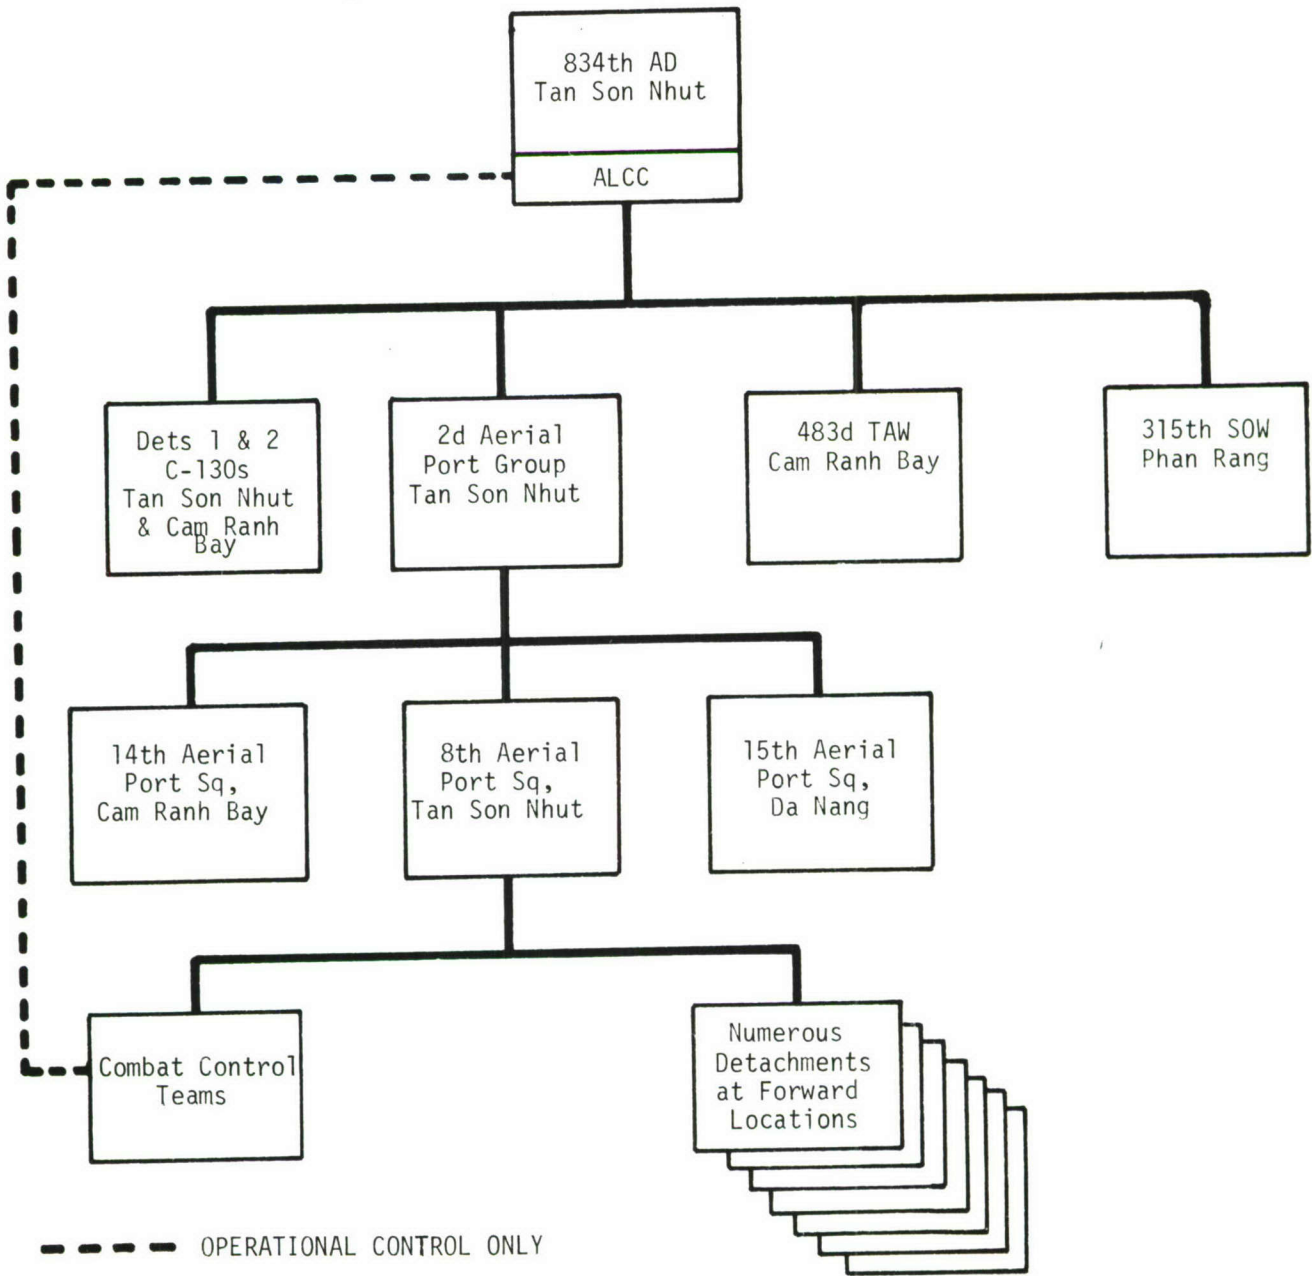 834th AD
Tan Son Nhut
ALCC
Dets 1 & 2
C-130s
Tan Son Nhut
& Cam Ranh
Bay
2d Aerial
Port Group
Tan Son Nhut
483d TAW
Cam Ranh Bay
315th SOW
Phan Rang
14th Aerial
Port Sq,
Cam Ranh Bay
8th Aerial
Port Sq,
Tan Son Nhut
15th Aerial
Port Sq,
Da Nang
Combat Control
Teams
Numerous
Detachments
at Forward
Locations
OPERATIONAL CONTROL ONLY